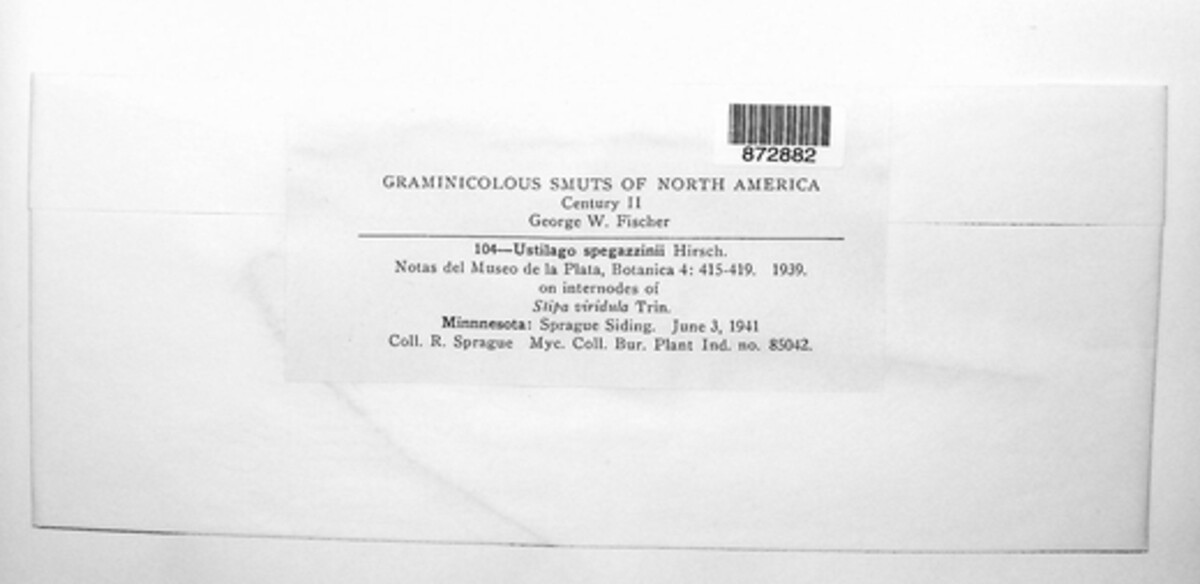 872882
GRAMINICOLOUS SMUTS OF NORTH AMERICA
Century II
George W. Fischer
104—Ustilago spegazzinii Hirsch.
Notas del Museo de la Plata, Botanica 4: 415-419. 1939.
on internodes of
Stipa viridula Trin.
Minnnesota: Sprague Siding. June 3, 1941
Coll. R. Sprague Myc. Coll. Bur. Plant Ind. no. 85042.